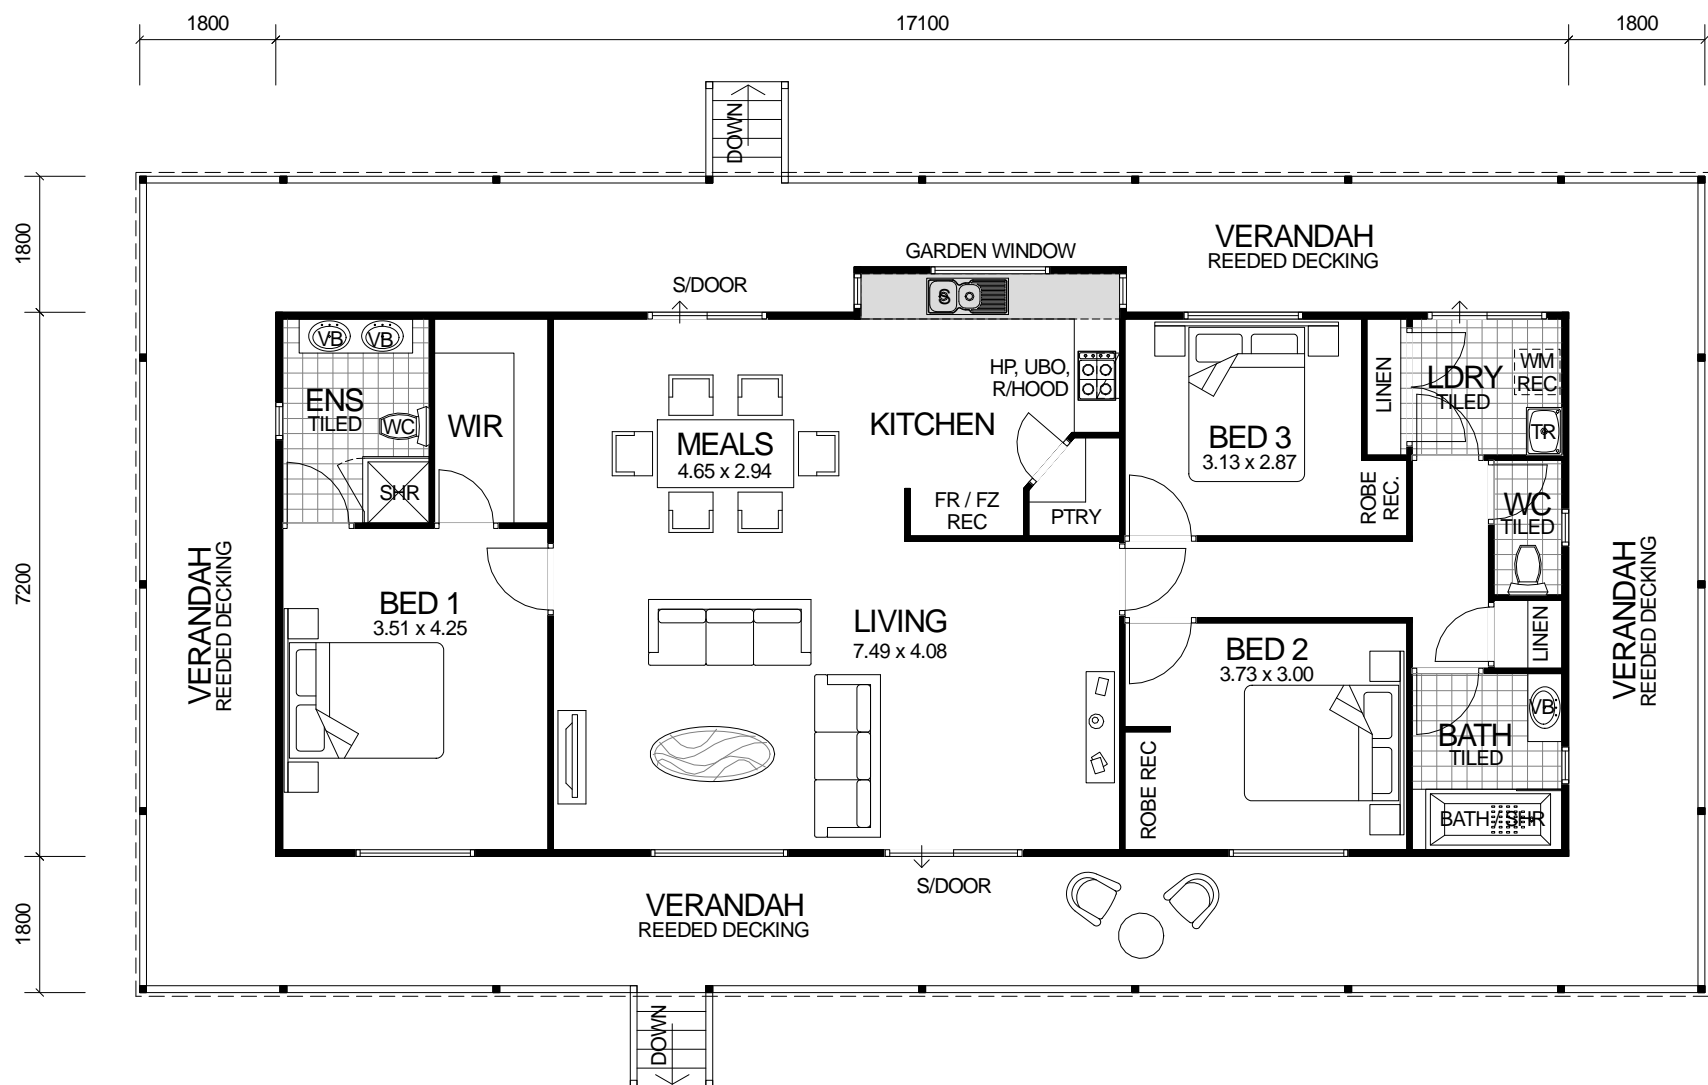 1800
17100
1800
DOWN
1800
7200
1800
VERANDAH
REEDED DECKING
GARDEN WINDOW
S/DOOR
S
VB
VB
ENS
TILED
WC
SHR
WIR
MEALS
4.65 x 2.94
KITCHEN
HP, UBO,
R/HOOD
FR / FZ
REC
PTRY
BED 3
3.13 x 2.87
LINEN
ROBE
REC.
LDRY
TILED
WM
REC
TR
WC
TILED
VERANDAH
REEDED DECKING
BED 1
3.51 x 4.25
LIVING
7.49 x 4.08
BED 2
3.73 x 3.00
ROBE REC
LINEN
VB
BATH
TILED
BATH / SHR
VERANDAH
REEDED DECKING
S/DOOR
VERANDAH
REEDED DECKING
DOWN